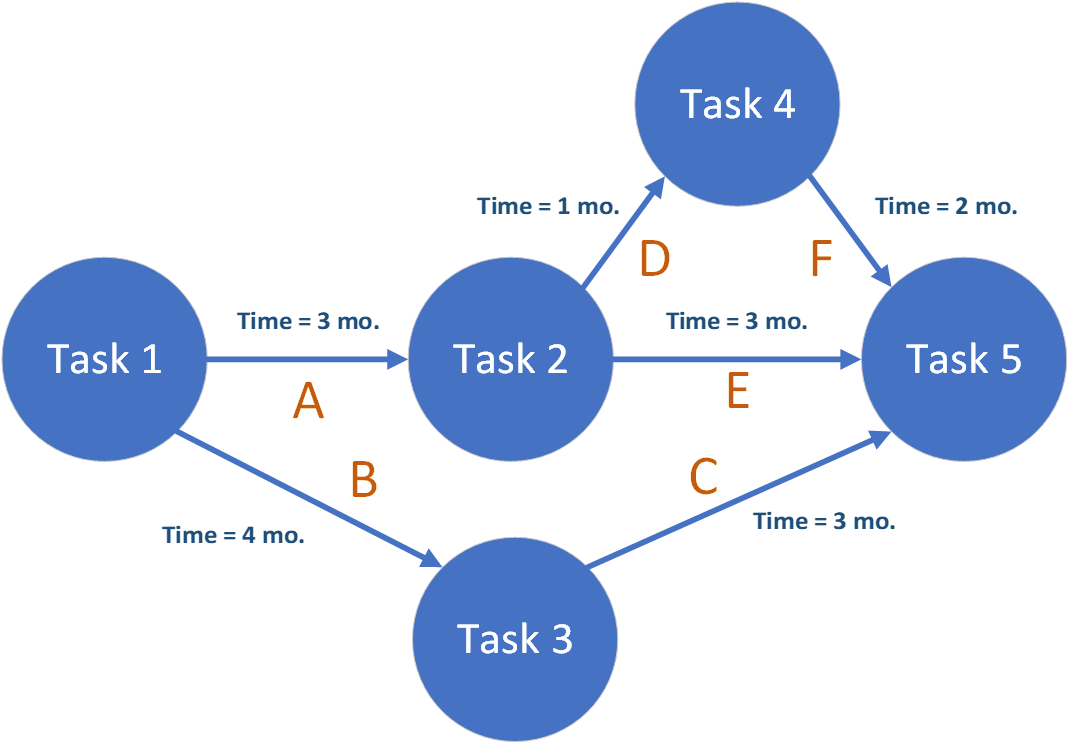 Task 4
Time = 1 mo.
Time = 2 mo.
D
F
Time = 3 mo.
Time = 3 mo.
Task 1
Task 2
Task 5
A
E
B
C
Time = 4 mo.
Time = 3 mo.
Task 3